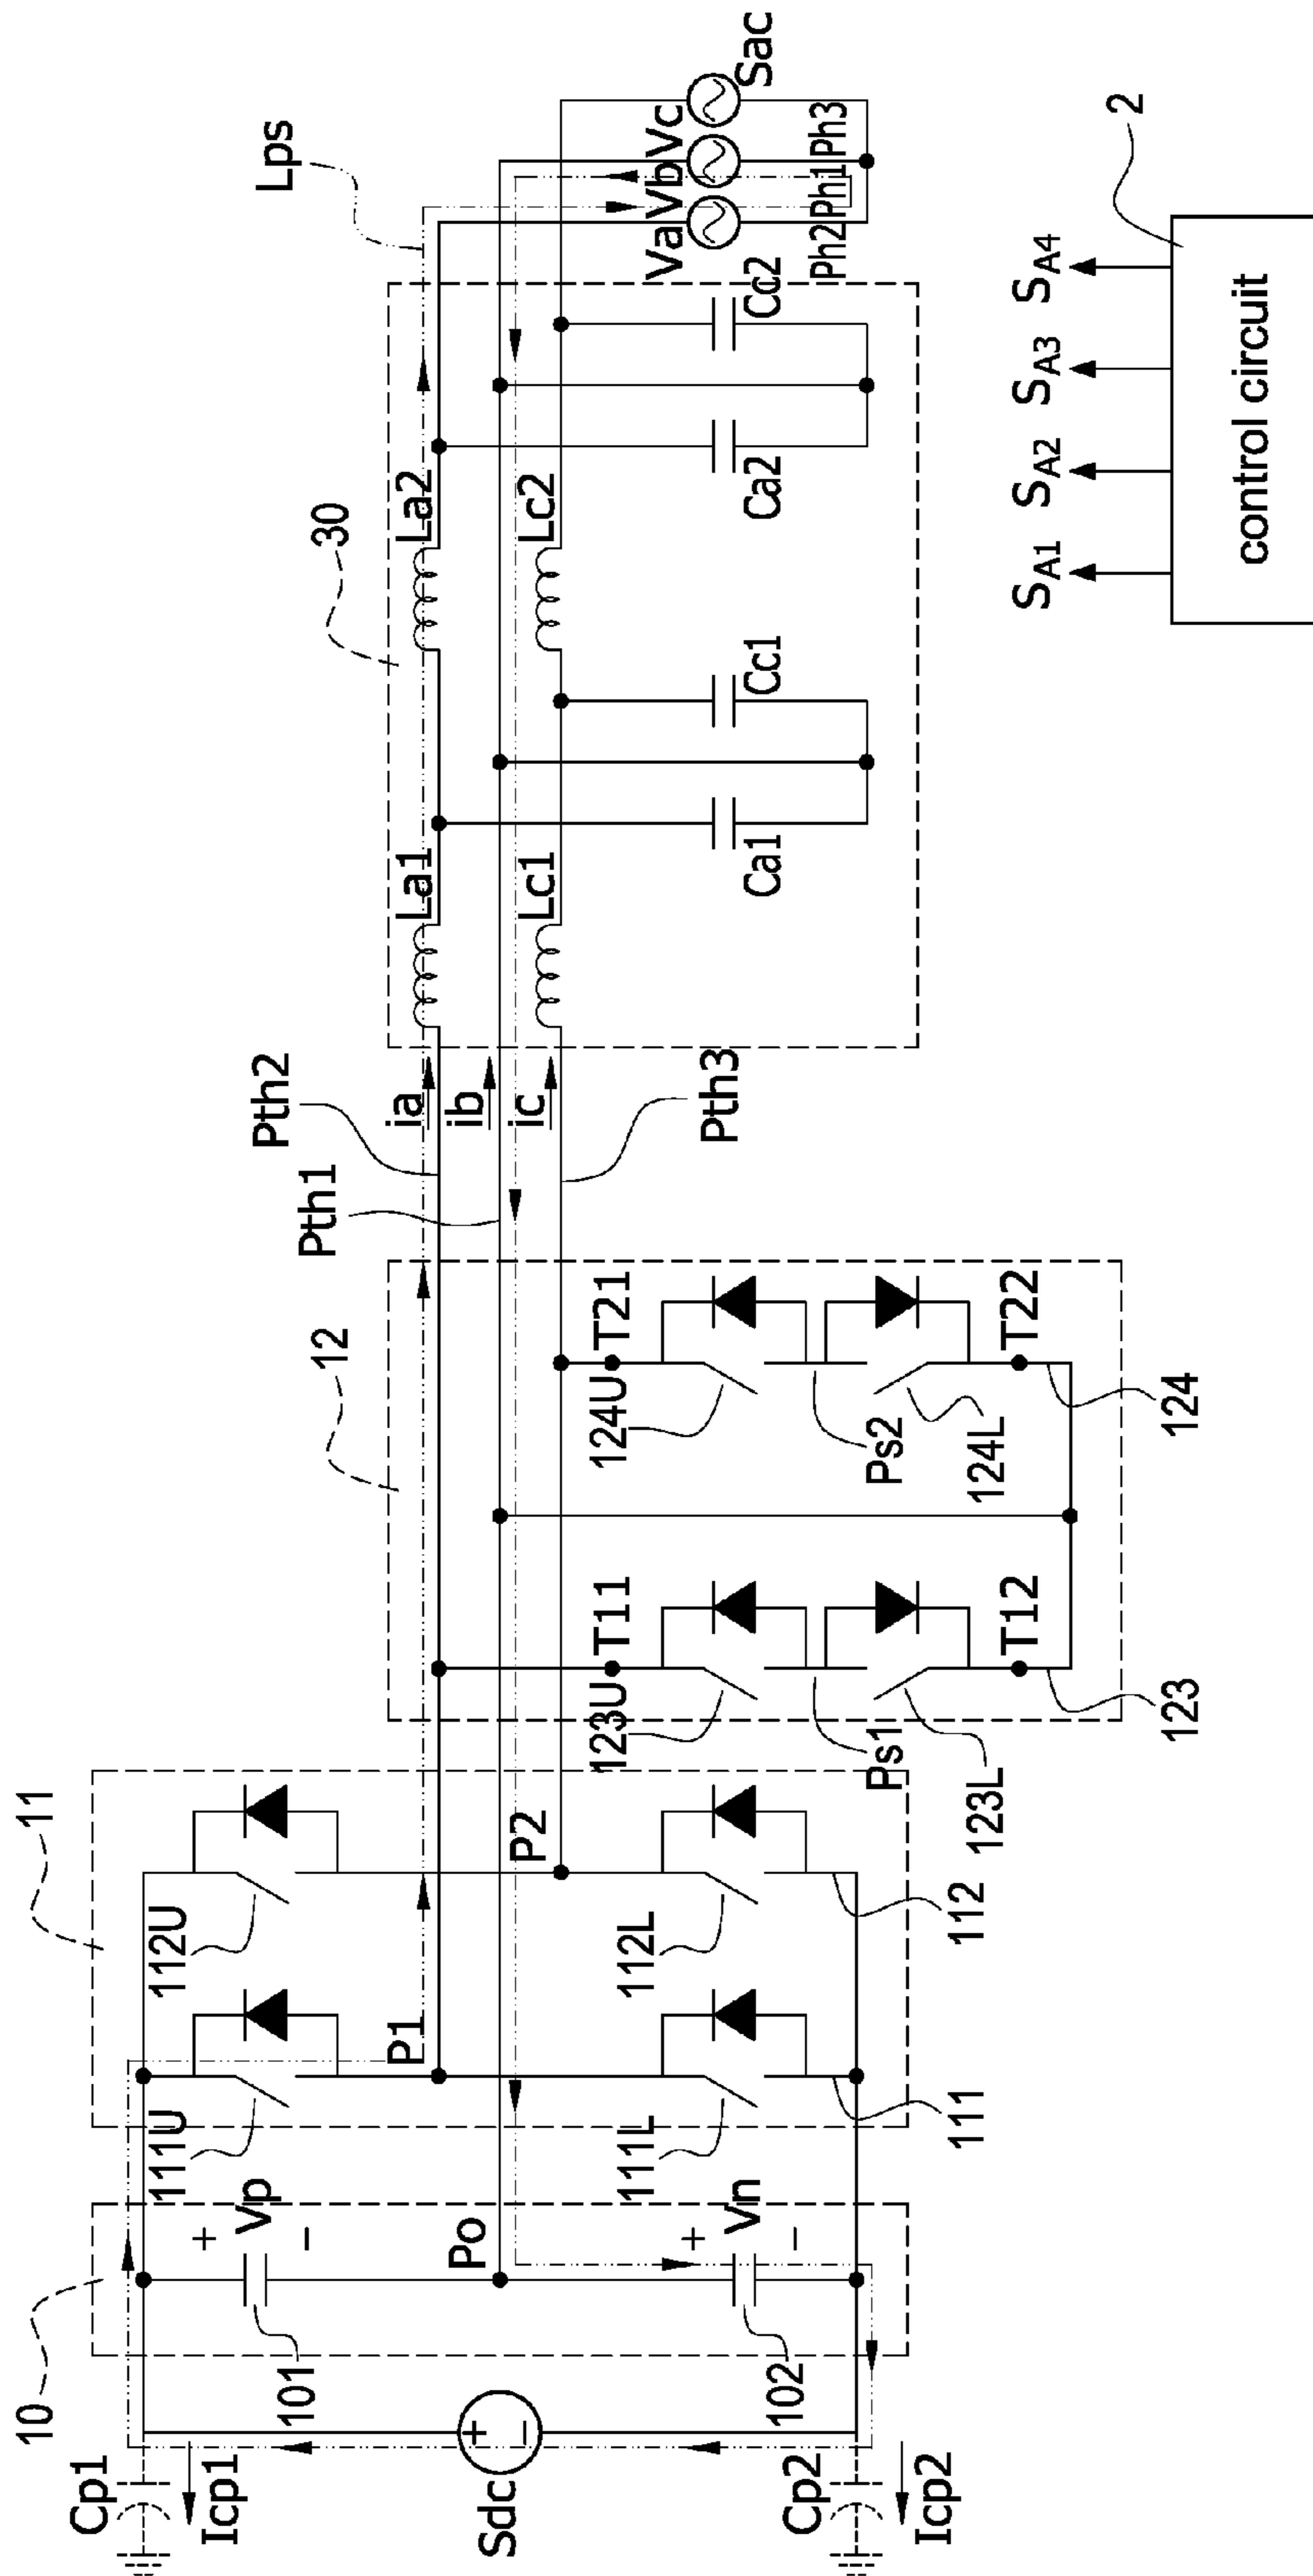 10
11
12
30
Lps
Cp1
Icp1
Sdc
Cp2
Icp2
101
102
+
Vp
−
+
Vn
−
Po
+
−
111U
112U
111L
112L
111
112
P1
P2
Pth1
Pth2
Pth3
ia
ib
ic
123U
T11
124U
T21
Ps1
Ps2
123L
T12
124L
T22
123
124
La1
La2
Lc1
Lc2
Ca1
Cc1
Ca2
Cc2
Va
Vb
Vc
Sac
Ph2
Ph1
Ph3
SA1
SA2
SA3
SA4
control circuit
2